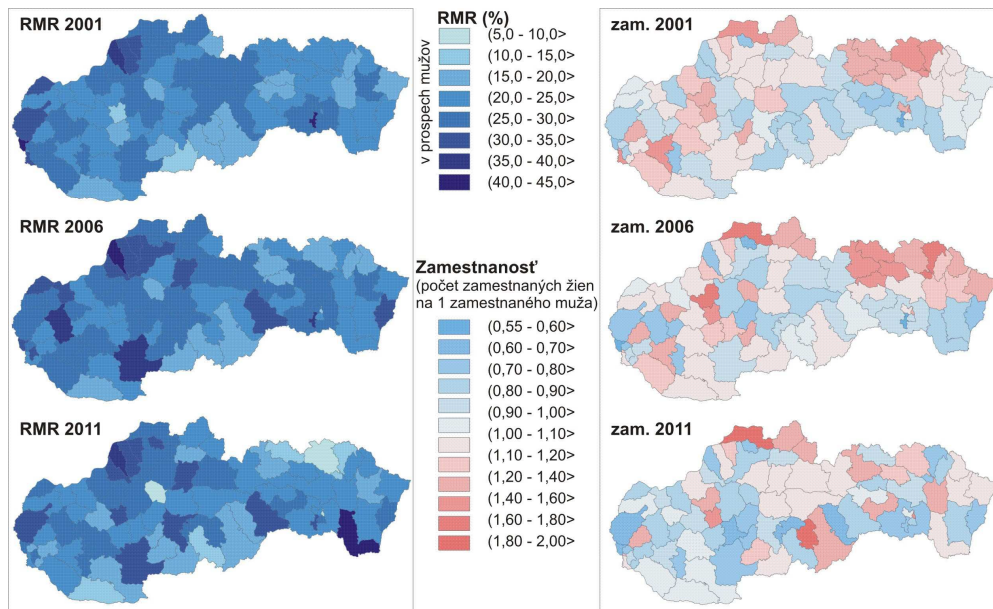 RMR 2001
RMR 2006
RMR 2011
RMR (%)
v prospech mužov
(5,0 - 10,0>
(10,0 - 15,0>
(15,0 - 20,0>
(20,0 - 25,0>
(25,0 - 30,0>
(30,0 - 35,0>
(35,0 - 40,0>
(40,0 - 45,0>
Zamestnanosť
(počet zamestnaných žien
na 1 zamestnaného muža)
(0,55 - 0,60>
(0,60 - 0,70>
(0,70 - 0,80>
(0,80 - 0,90>
(0,90 - 1,00>
(1,00 - 1,10>
(1,10 - 1,20>
(1,20 - 1,40>
(1,40 - 1,60>
(1,60 - 1,80>
(1,80 - 2,00>
zam. 2001
zam. 2006
zam. 2011